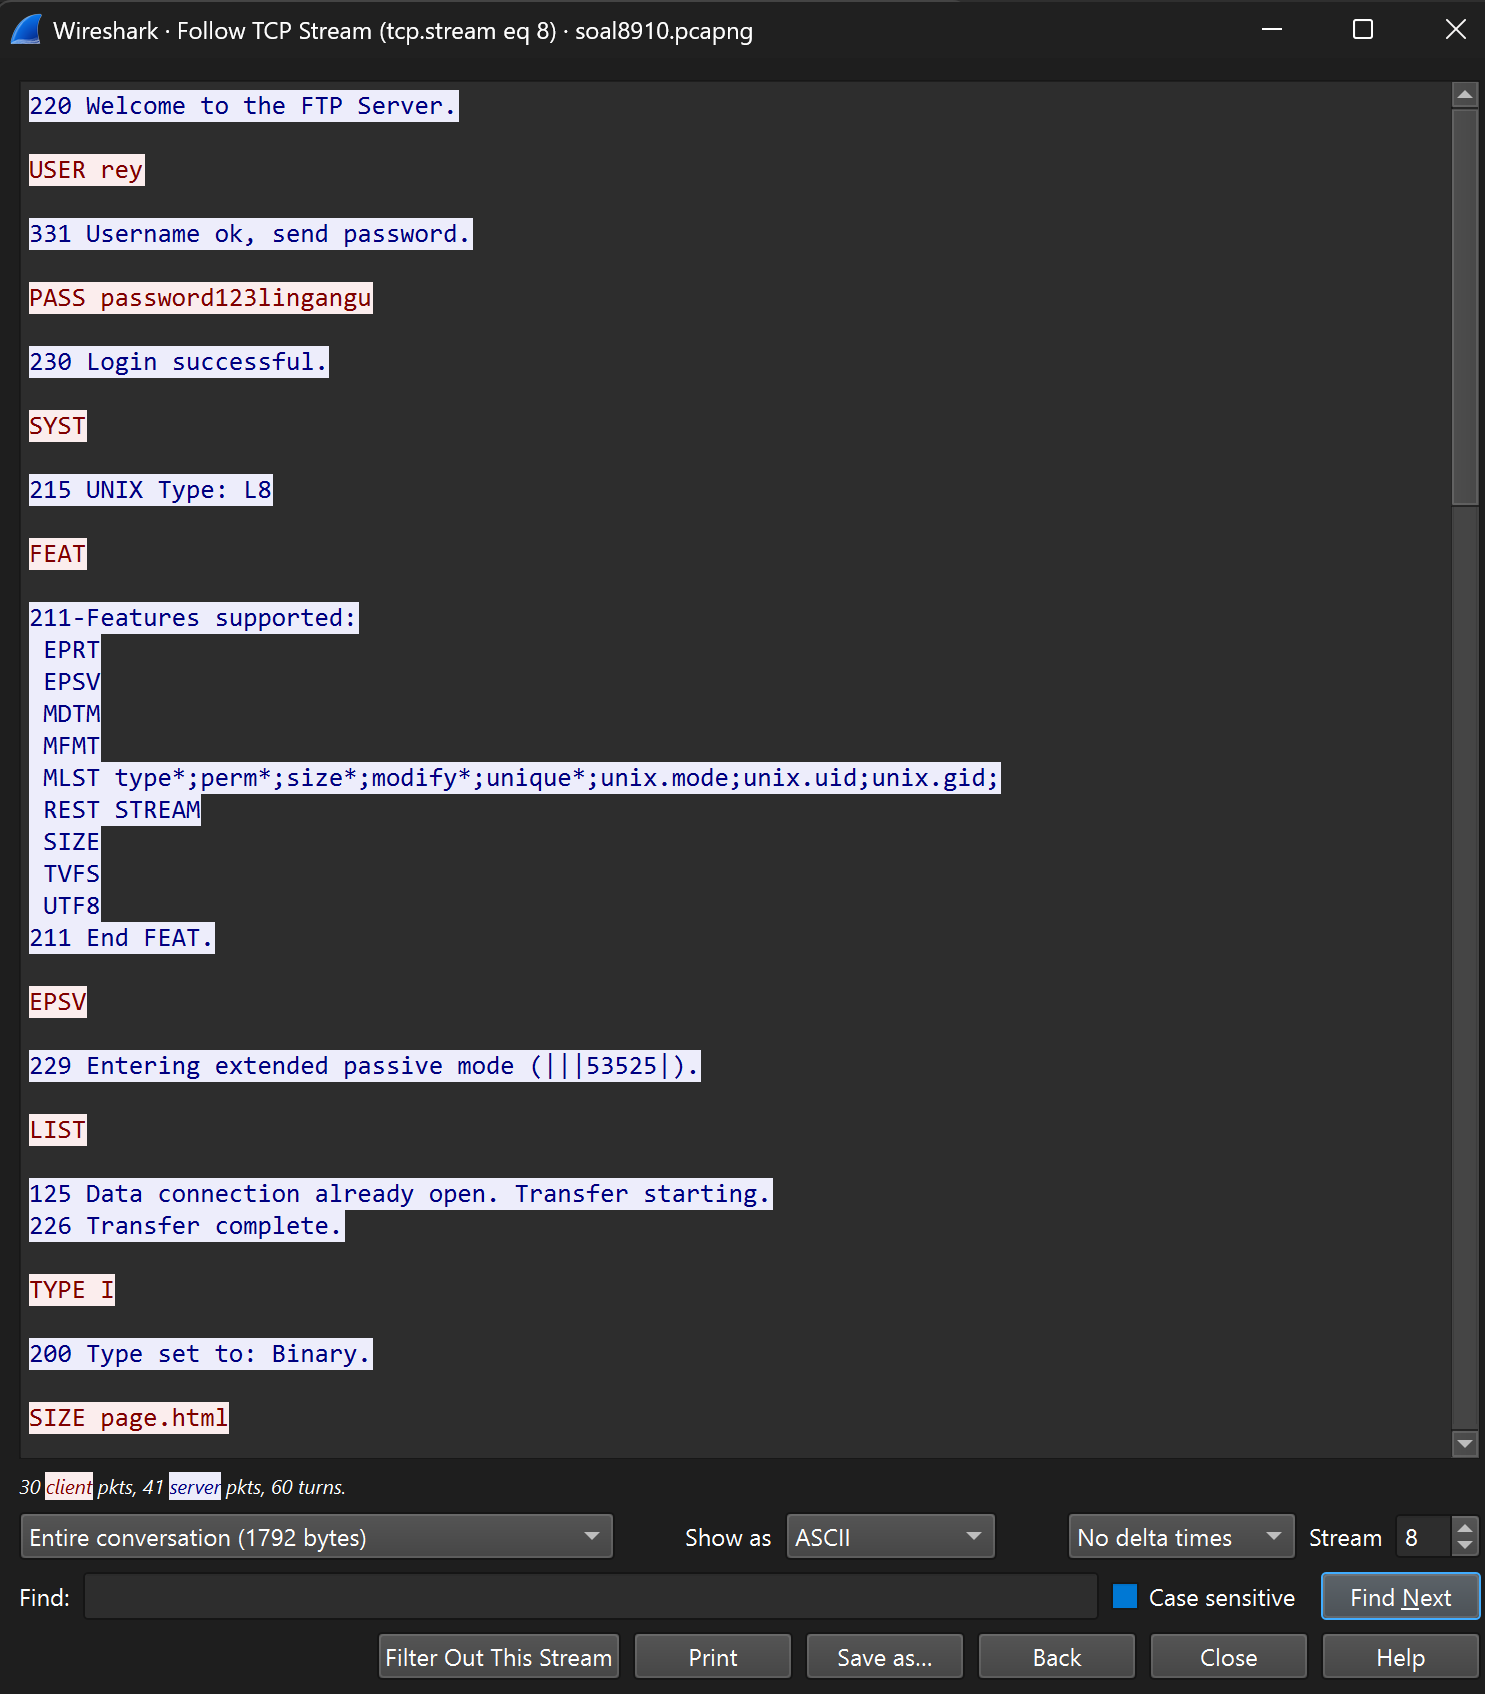 Wireshark · Follow TCP Stream (tcp.stream eq 8) · soal8910.pcapng
220 Welcome to the FTP Server.
USER rey
331 Username ok, send password.
PASS password123lingangu
230 Login successful.
SYST
215 UNIX Type: L8
FEAT
211-Features supported:
EPRT
EPSV
MDTM
MFMT
MLST type*;perm*;size*;modify*;unique*;unix.mode;unix.uid;unix.gid;
REST STREAM
SIZE
TVFS
UTF8
211 End FEAT.
EPSV
229 Entering extended passive mode (|||53525|).
LIST
125 Data connection already open. Transfer starting.
226 Transfer complete.
TYPE I
200 Type set to: Binary.
SIZE page.html
30 client pkts, 41 server pkts, 60 turns.
Entire conversation (1792 bytes) Show as ASCII No delta times Stream 8
Find: Case sensitive Find Next
Filter Out This Stream Print Save as... Back Close Help